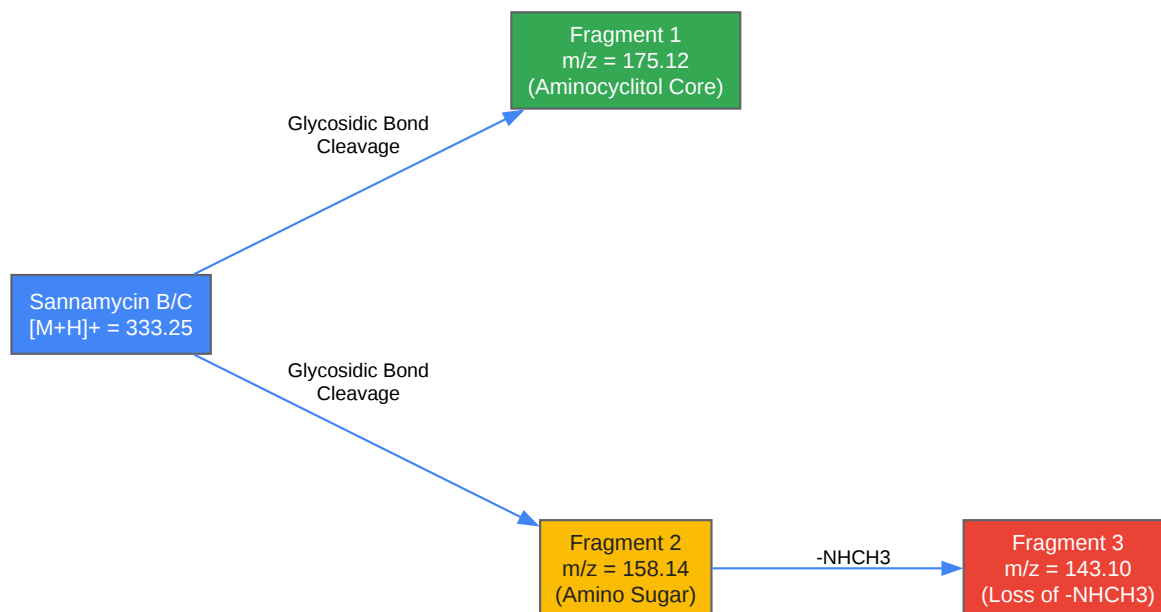 Fragment 1
m/z = 175.12
(Aminocyclitol Core)
Glycosidic Bond
Cleavage
Sannamycin B/C
[M+H]+ = 333.25
Glycosidic Bond
Cleavage
Fragment 2
m/z = 158.14
(Amino Sugar)
-NHCH3
Fragment 3
m/z = 143.10
(Loss of -NHCH3)